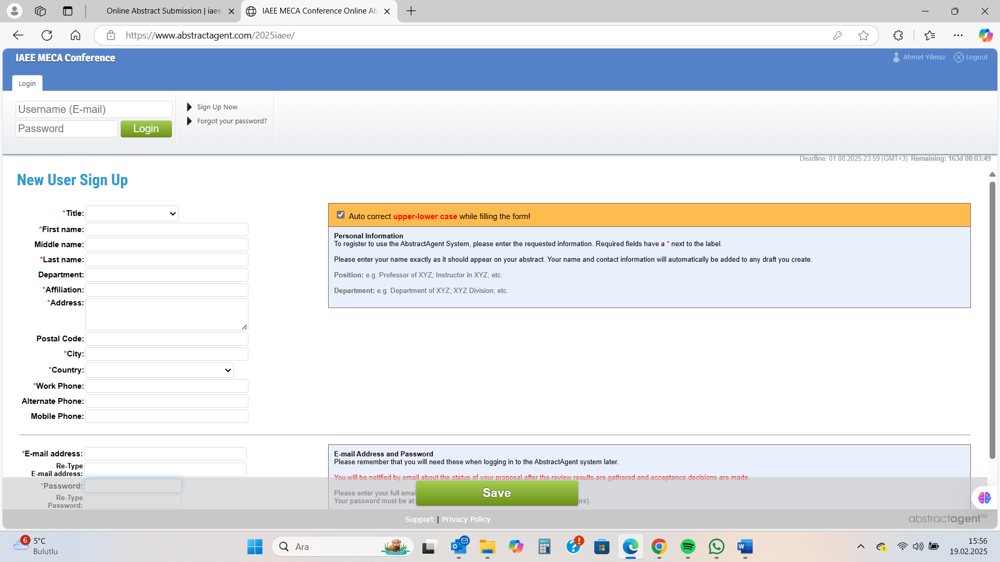 Online Abstract Submission | iaee
IAEE MECA Conference Online Ab
https://www.abstractagent.com/2025iaee/
IAEE MECA Conference
Ahmet Yılmaz
Logout
Login
Username (E-mail)
Password
Login
Sign Up Now
Forgot your password?
Deadline: 01.08.2025 23:59 (GMT+3) Remaining: 163d 08:03:49
New User Sign Up
*Title:
*First name:
Middle name:
*Last name:
Department:
*Affiliation:
*Address:
Postal Code:
*City:
*Country:
*Work Phone:
Alternate Phone:
Mobile Phone:
Auto correct upper-lower case while filling the form!
Personal Information
To register to use the AbstractAgent System, please enter the requested information. Required fields have a * next to the label.
Please enter your name exactly as it should appear on your abstract. Your name and contact information will automatically be added to any draft you create.
Position: e.g. Professor of XYZ; Instructor in XYZ; etc.
Department: e.g. Department of XYZ; XYZ Division; etc.
*E-mail address:
Re-Type
E-mail address:
*Password:
Re-Type
Password:
E-mail Address and Password
Please remember that you will need these when logging in to the AbstractAgent system later.
You will be notified by email about the status of your proposal after the review results are gathered and acceptance decisions are made.
Please enter your full emai
Your password must be at
ers).
Save
Support | Privacy Policy
abstractagent™
6
5°C
Bulutlu
Ara
15:56
19.02.2025